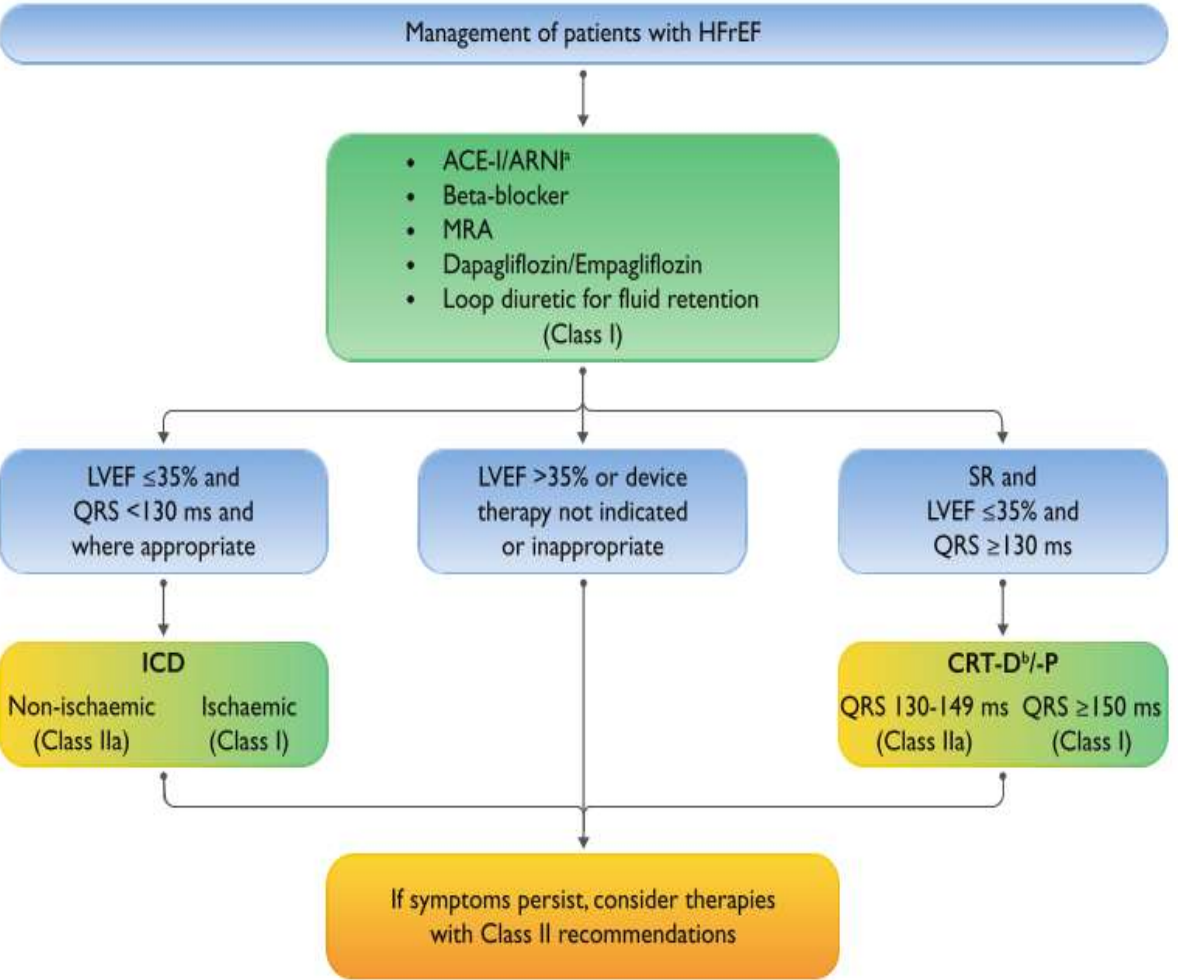 Management of patients with HFrEF
• ACE-I/ARNIᵃ
• Beta-blocker
• MRA
• Dapagliflozin/Empagliflozin
• Loop diuretic for fluid retention
(Class I)
LVEF ≤35% and
QRS <130 ms and
where appropriate
LVEF >35% or device
therapy not indicated
or inappropriate
SR and
LVEF ≤35% and
QRS ≥130 ms
ICD
Non-ischaemic
(Class IIa)
Ischaemic
(Class I)
CRT-Dᵇ/-P
QRS 130-149 ms
(Class IIa)
QRS ≥150 ms
(Class I)
If symptoms persist, consider therapies
with Class II recommendations